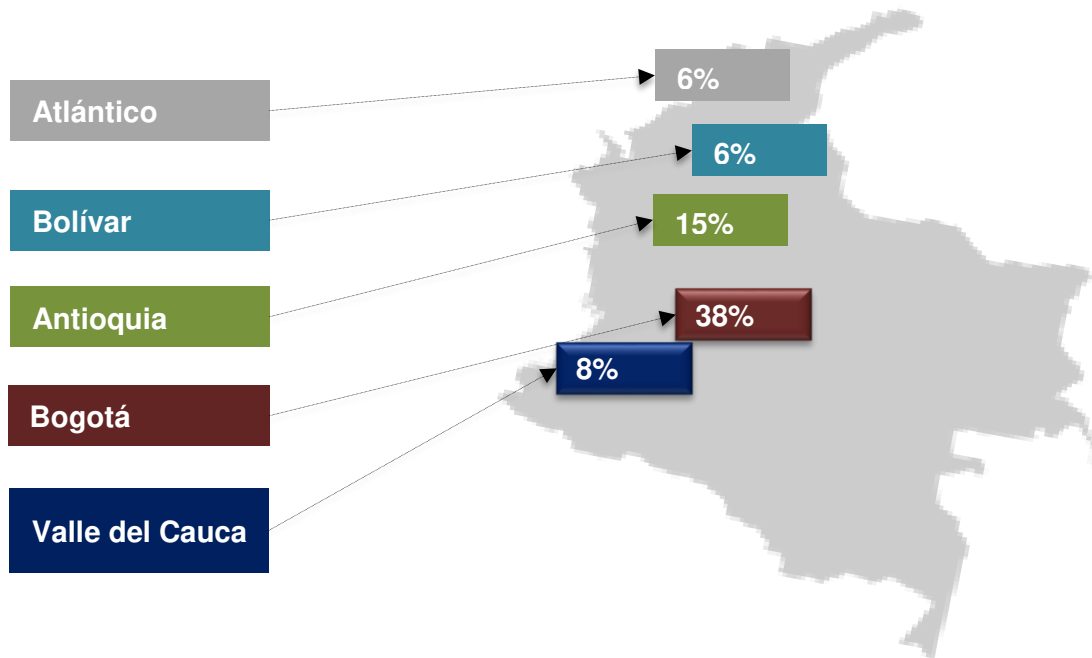 Atlántico
6%
Bolívar
6%
Antioquia
15%
Bogotá
38%
Valle del Cauca
8%